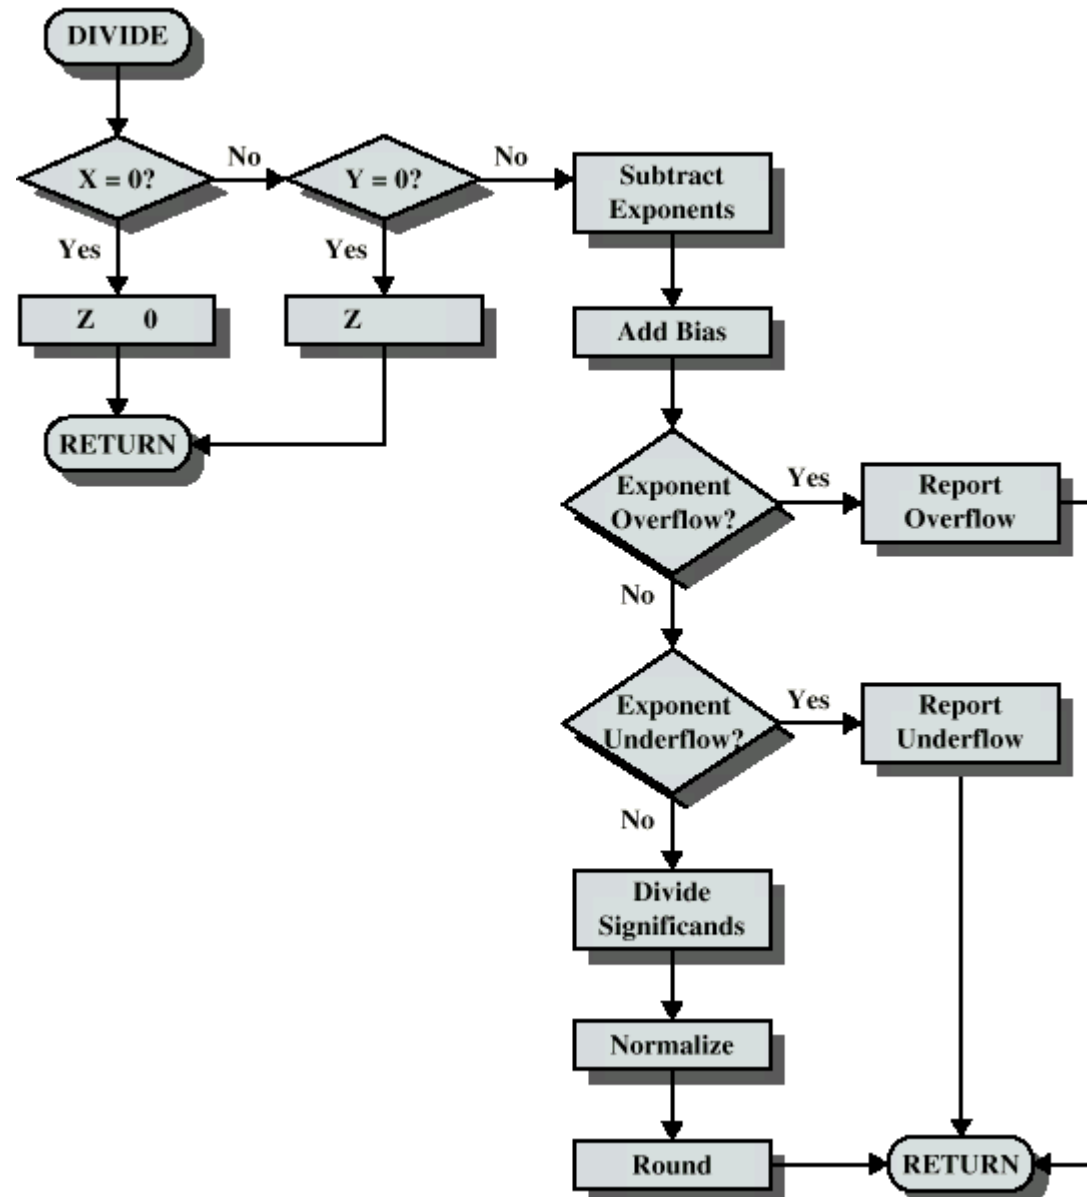 DIVIDE
X = 0?
No
Y = 0?
No
Subtract
Exponents
Yes
Yes
Z 0
Z
Add Bias
RETURN
Exponent
Overflow?
Yes
Report
Overflow
No
Exponent
Underflow?
Yes
Report
Underflow
No
Divide
Significands
Normalize
Round
RETURN